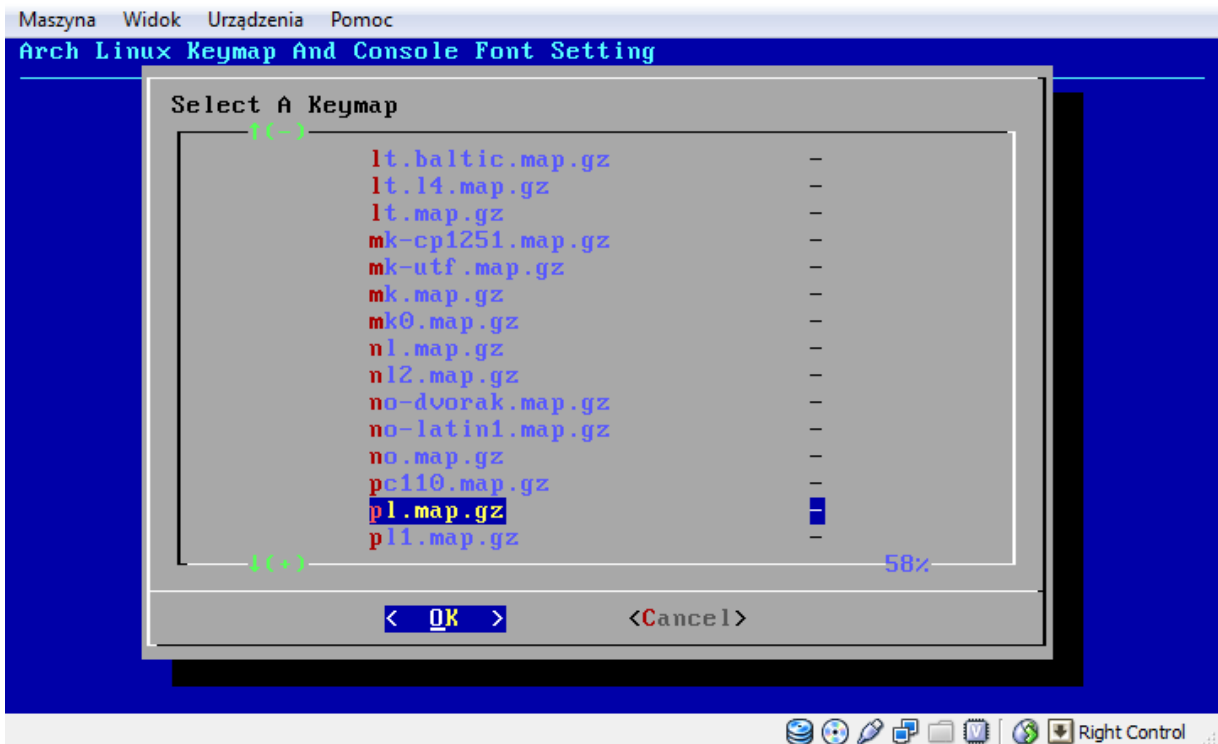 Maszyna Widok Urządzenia Pomoc
Arch Linux Keymap And Console Font Setting
Select A Keymap
↑(-)
lt.baltic.map.gz -
lt.l4.map.gz -
lt.map.gz -
mk-cp1251.map.gz -
mk-utf.map.gz -
mk.map.gz -
mk0.map.gz -
nl.map.gz -
nl2.map.gz -
no-dvorak.map.gz -
no-latin1.map.gz -
no.map.gz -
pc110.map.gz -
pl.map.gz -
pl1.map.gz -
↓(+) 58%
< OK > <Cancel>
Right Control